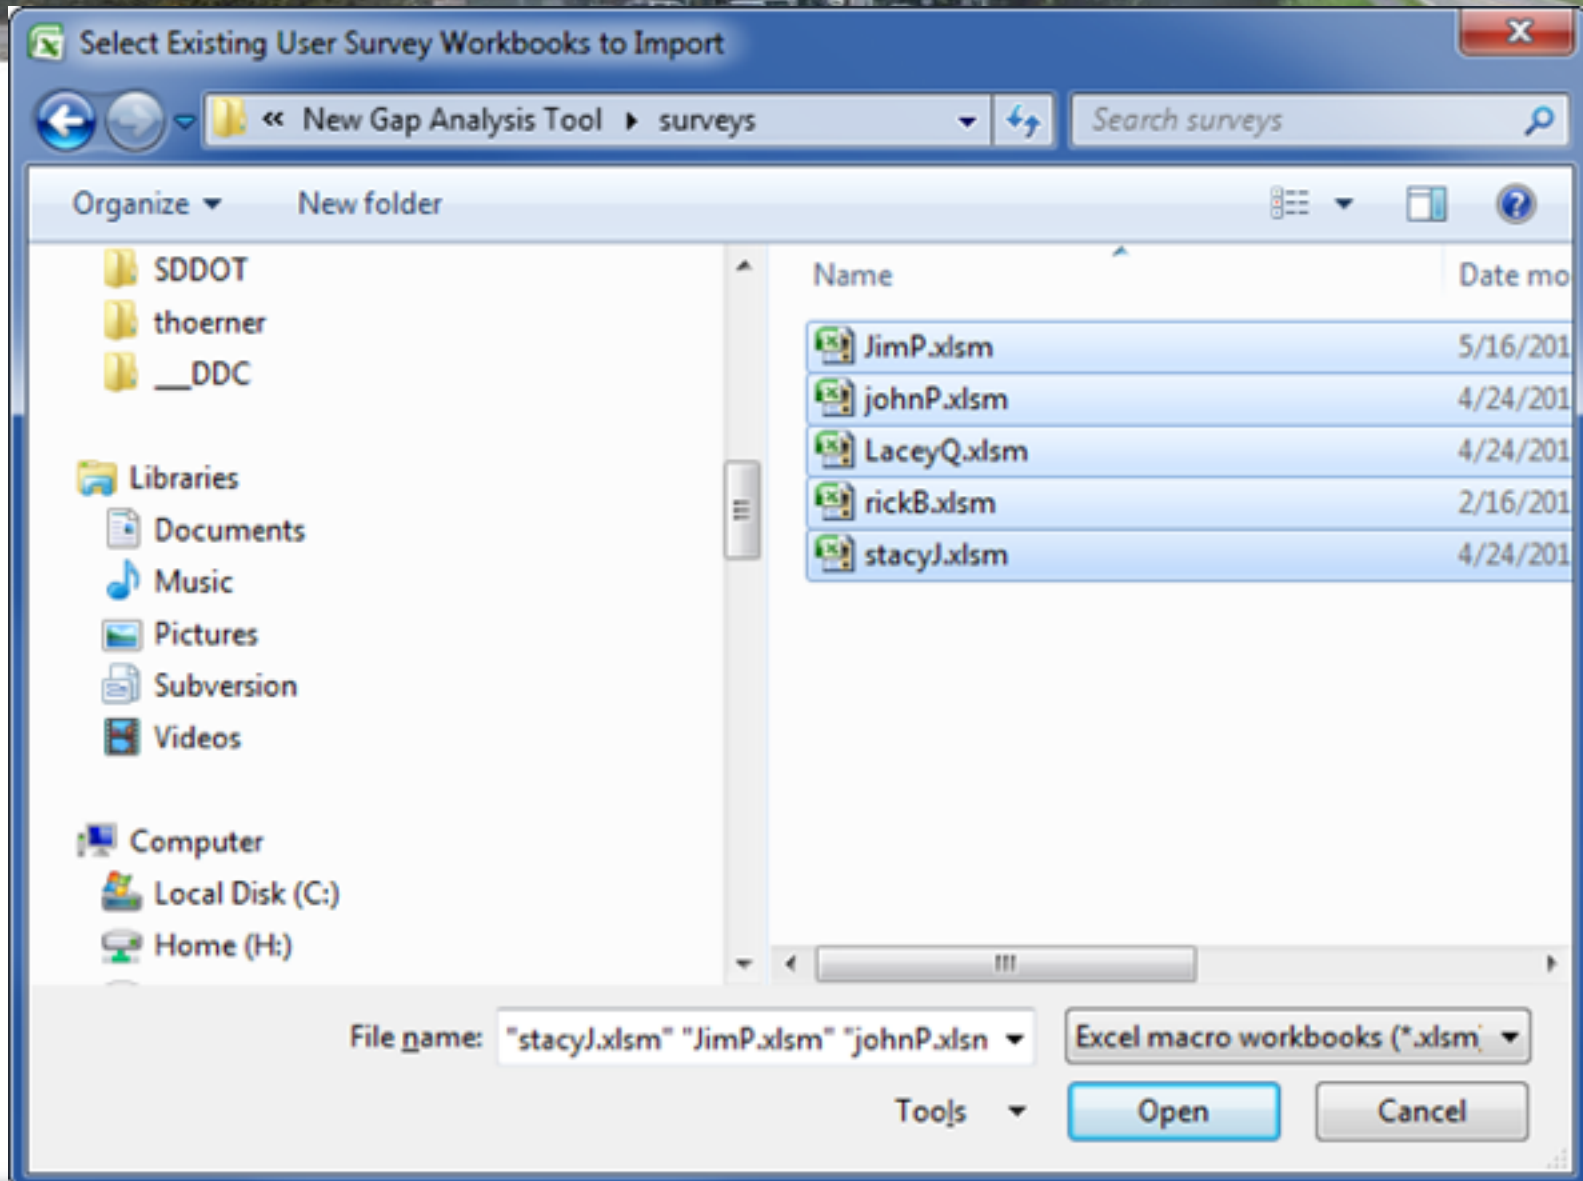 Select Existing User Survey Workbooks to Import
« New Gap Analysis Tool ▸ surveys
Search surveys
Organize
New folder
SDDOT
thoerner
__DDC
Libraries
Documents
Music
Pictures
Subversion
Videos
Computer
Local Disk (C:)
Home (H:)
Name Date mo
JimP.xlsm 5/16/201
johnP.xlsm 4/24/201
LaceyQ.xlsm 4/24/201
rickB.xlsm 2/16/201
stacyJ.xlsm 4/24/201
File name: "stacyJ.xlsm" "JimP.xlsm" "johnP.xlsn
Excel macro workbooks (*.xlsm)
Tools
Open
Cancel